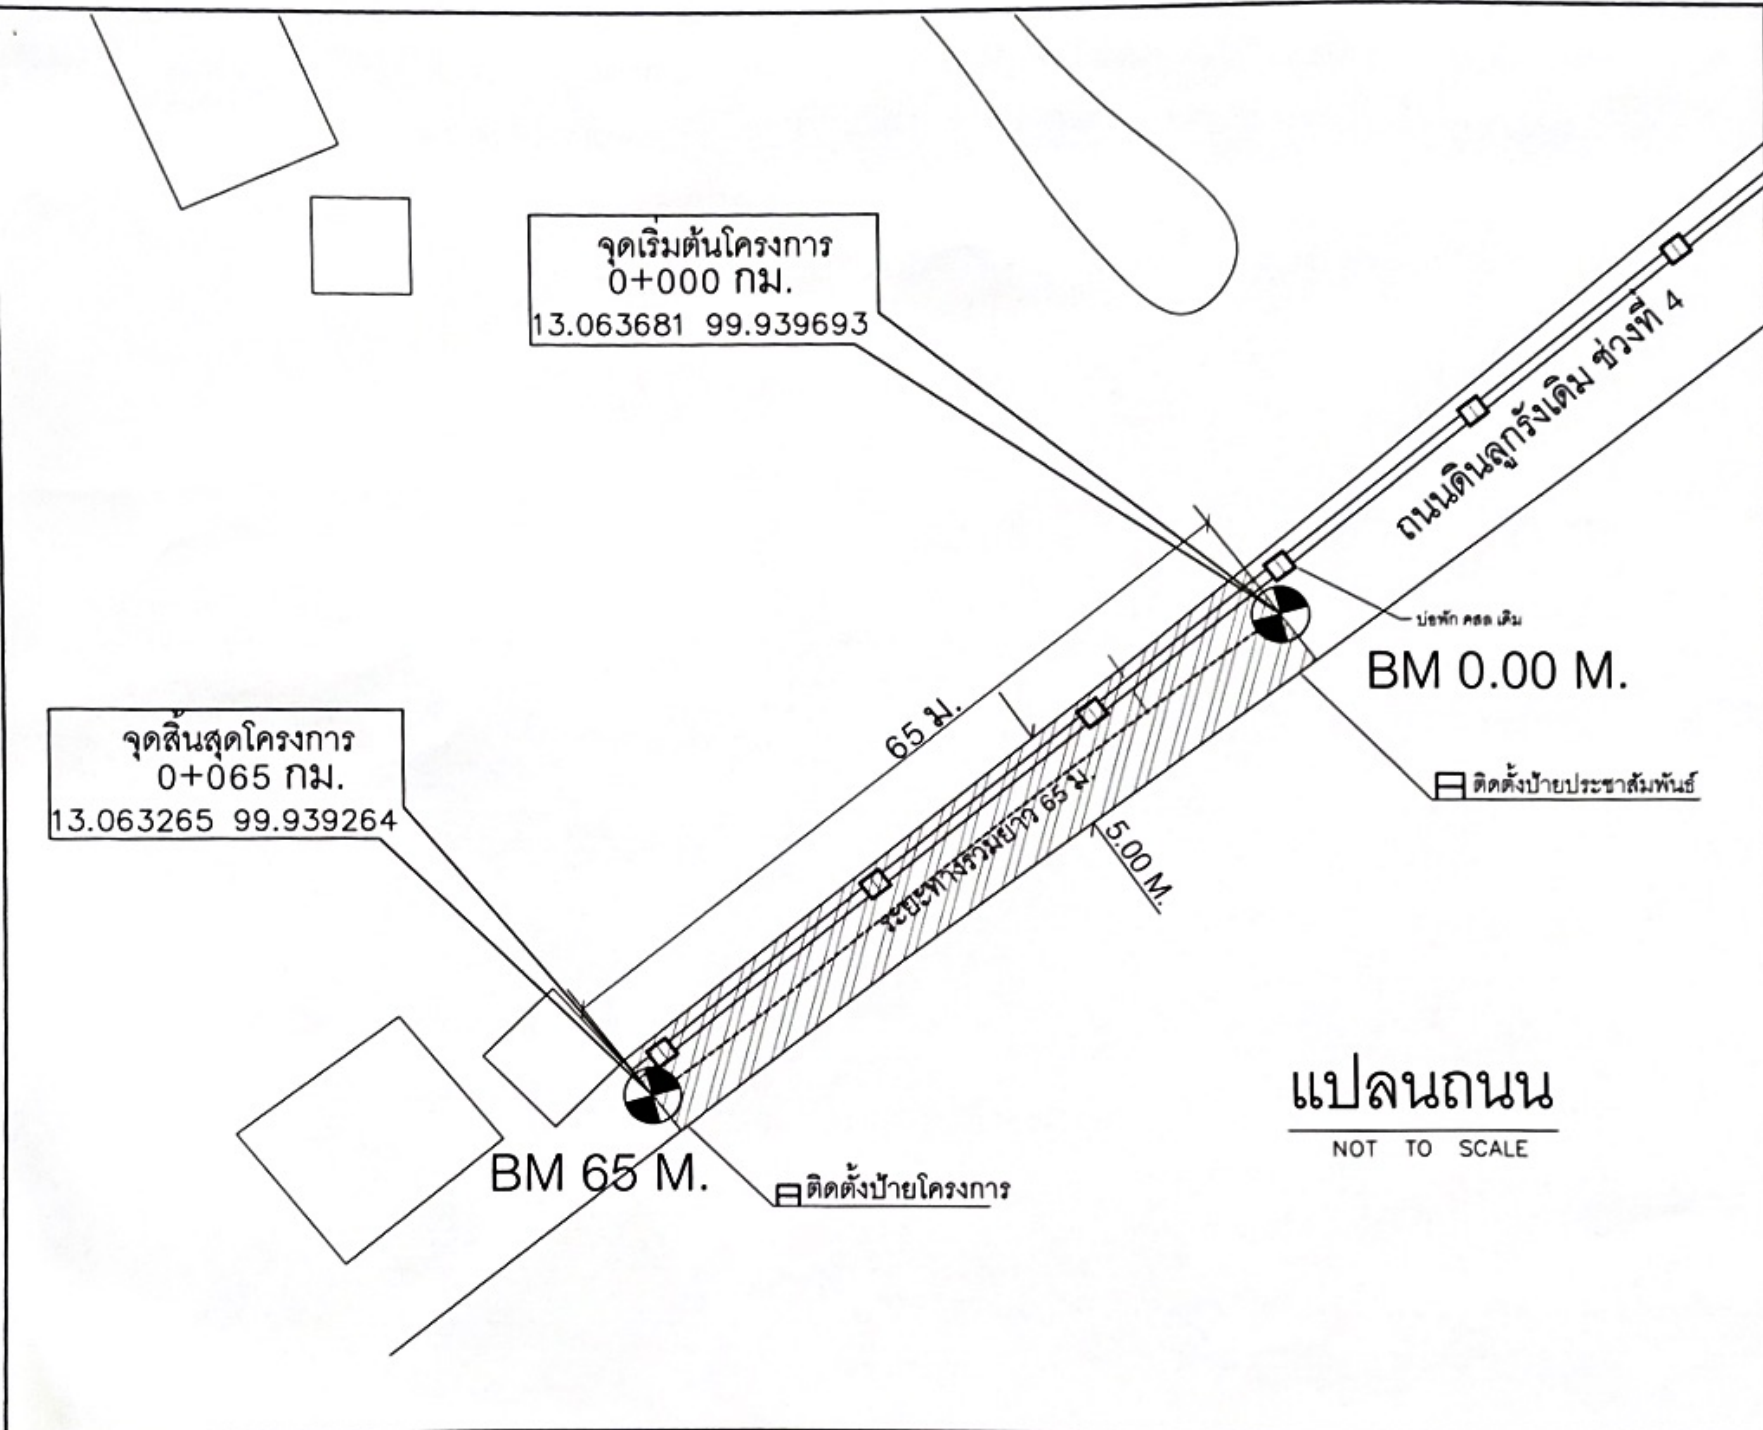 จุดเริ่มต้นโครงการ
0+000 กม.
13.063681 99.939693
ถนนดินลูกรังเดิม ช่วงที่ 4
บ่อพัก คสล เดิม
BM 0.00 M.
65 ม.
จุดสิ้นสุดโครงการ
0+065 กม.
13.063265 99.939264
ติดตั้งป้ายประชาสัมพันธ์
ระยะทางรวมยาว 65 ม.
5.00 M.
แปลนถนน
NOT TO SCALE
BM 65 M.
ติดตั้งป้ายโครงการ